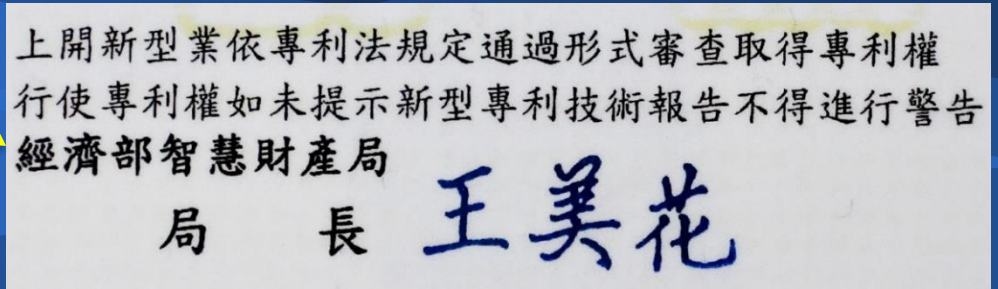 上開新型業依專利法規定通過形式審查取得專利權
行使專利權如未提示新型專利技術報告不得進行警告
經濟部智慧財產局
局長 王美花